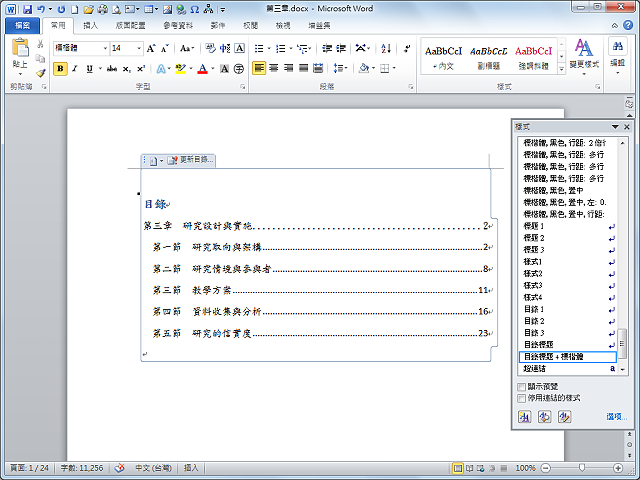 第三章.docx - Microsoft Word
檔案 常用 插入 版面配置 參考資料 郵件 校閱 檢視 增益集
標楷體 14
貼上
B I U abc x₂ x²
AaBbCcI AaBbCcI AaBbCcI
內文 副標題 強調斜體 變更樣式 編輯
剪貼簿 字型 段落 樣式
樣式
標楷體, 黑色, 行距: 2 倍行
標楷體, 黑色, 行距: 多行
標楷體, 黑色, 行距: 多行
標楷體, 黑色, 行距: 多行
標楷體, 黑色, 置中
標楷體, 黑色, 置中, 左: 0.
標楷體, 黑色, 置中, 行距:
標題 1
標題 2
標題 3
樣式1
樣式2
樣式3
樣式4
目錄 1
目錄 2
目錄 3
目錄標題
目錄標題 + 標楷體
超連結 a
顯示預覽
停用連結的樣式
選項...
更新目錄...
目錄
第三章 研究設計與實施 2
第一節 研究取向與架構 2
第二節 研究情境與參與者 8
第三節 教學方案 11
第四節 資料收集與分析 16
第五節 研究的信實度 23
頁面: 1 / 24 字數: 11,256 中文 (台灣) 插入 100%